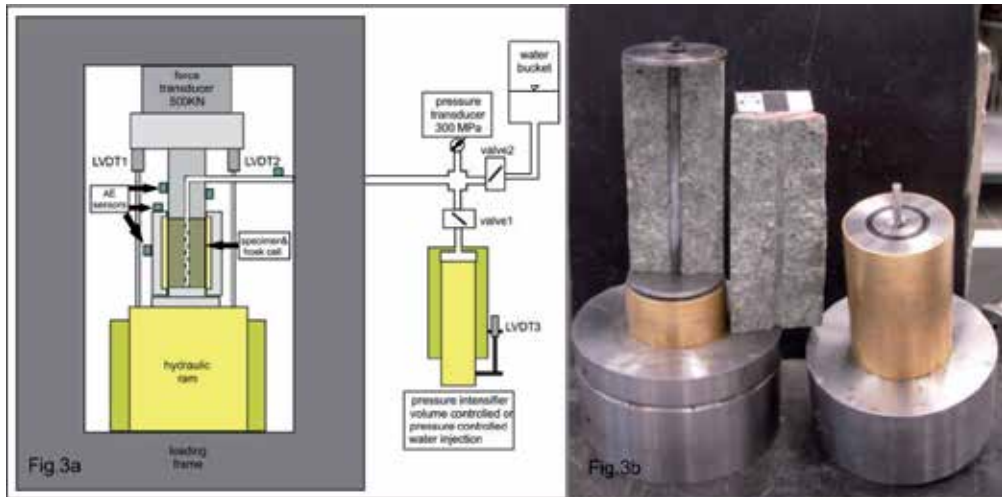 force
transducer
500KN
LVDT1
LVDT2
AE
sensors
specimen&
hoek cell
hydraulic
ram
loading
frame
Fig.3a
water
bucket
pressure
transducer
300 MPa
valve2
valve1
LVDT3
pressure intensifier
volume controlled or
pressure controlled
water injection
Fig.3b